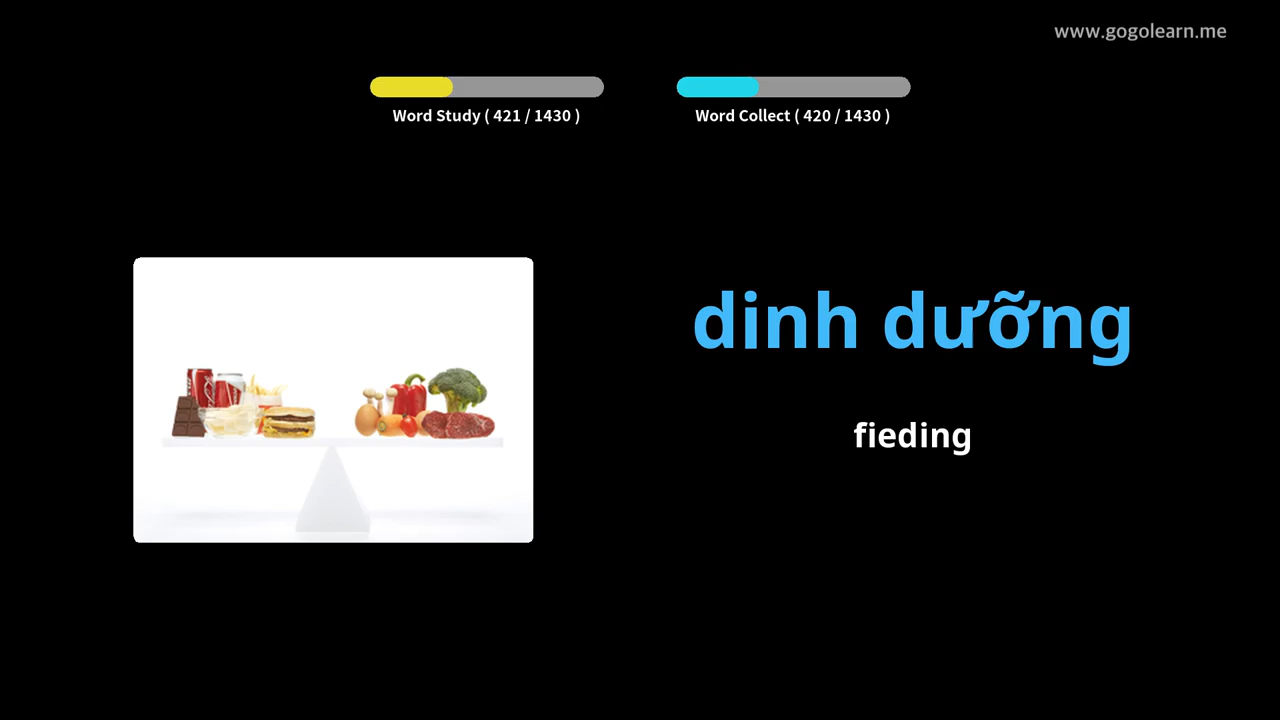 www.gogolearn.me
Word Study ( 421 / 1430 )
Word Collect ( 420 / 1430 )
dinh dưỡng
fieding